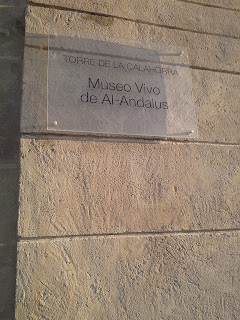 TORRE DE LA CALAHORRA
Museo Vivo
de Al-Andalus